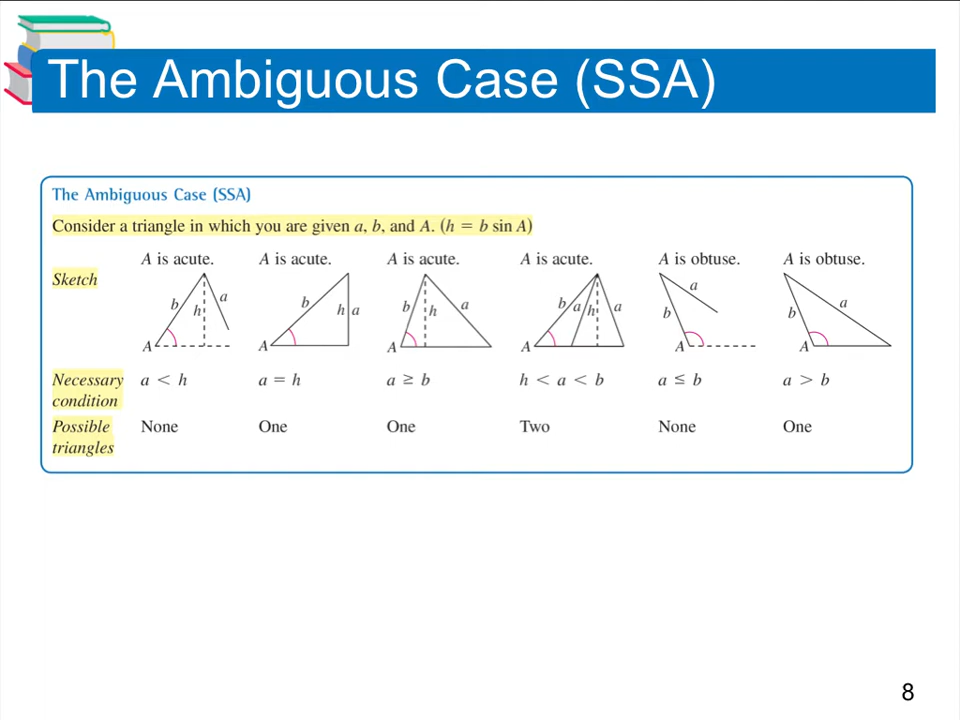 The Ambiguous Case (SSA)
The Ambiguous Case (SSA)
Consider a triangle in which you are given a, b, and A. (h = b sin A)
A is acute. A is acute. A is acute. A is acute. A is obtuse. A is obtuse.
Sketch
b h a A
b h a A
b h a A
b a h a A
a b A
a b A
Necessary condition a < h a = h a ≥ b h < a < b a ≤ b a > b
Possible triangles None One One Two None One
8